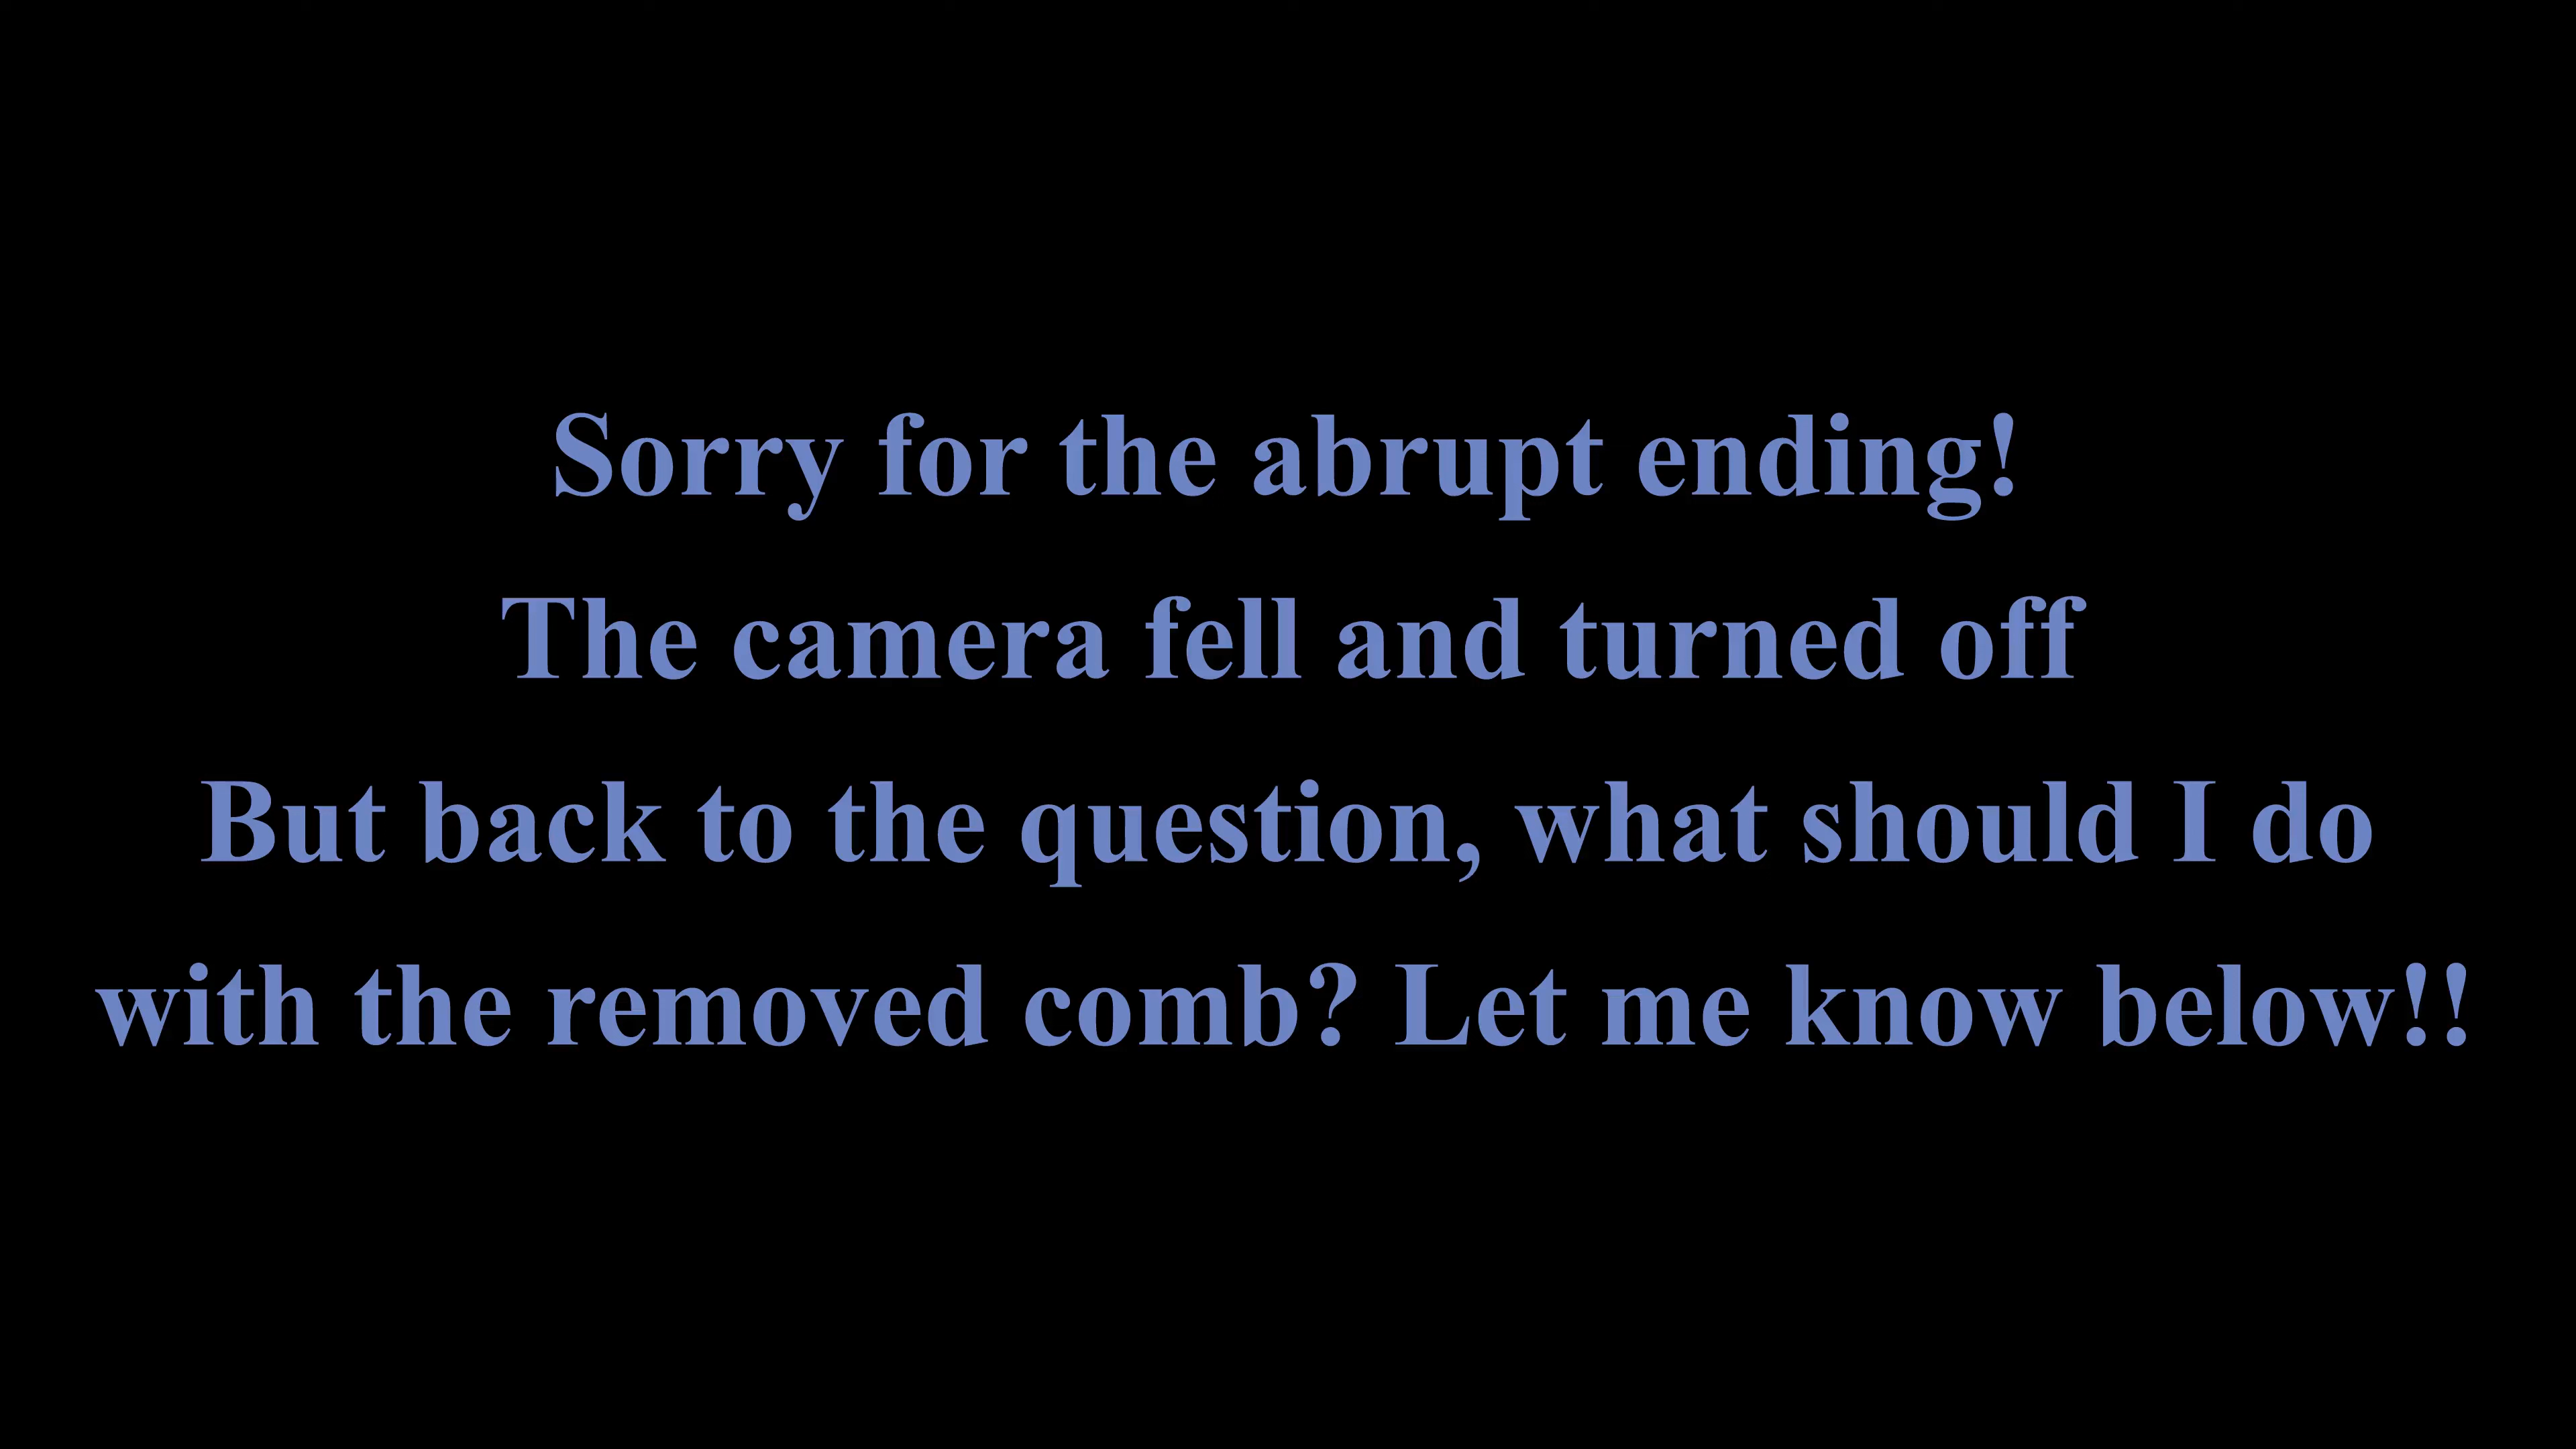 Sorry for the abrupt ending!
The camera fell and turned off
But back to the question, what should I do
with the removed comb? Let me know below!!